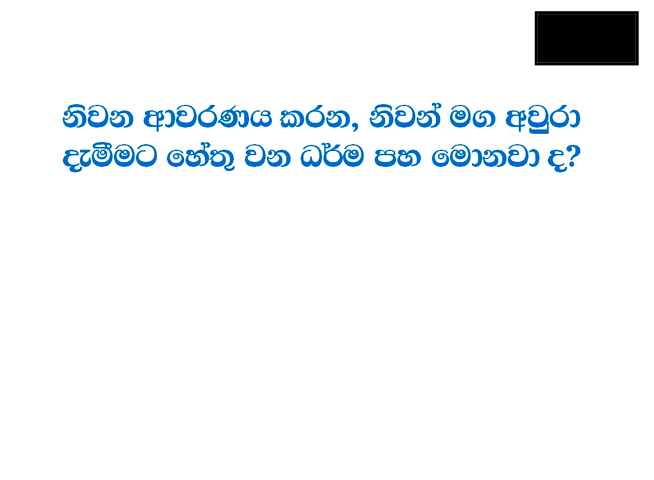 නිවන ආවරණය කරන, නිවන් මග අවුරා
දැමීමට හේතු වන ධර්ම පහ මොනවා ද?